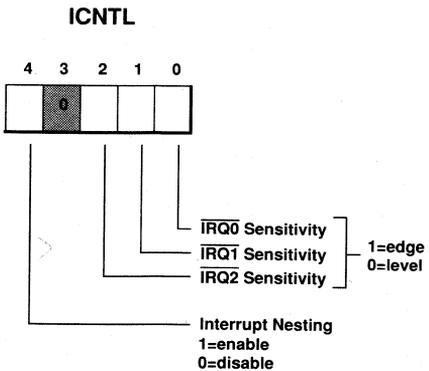 ICNTL
4 3 2 1 0
0
IRQ0 Sensitivity
IRQ1 Sensitivity
IRQ2 Sensitivity
1=edge
0=level
Interrupt Nesting
1=enable
0=disable